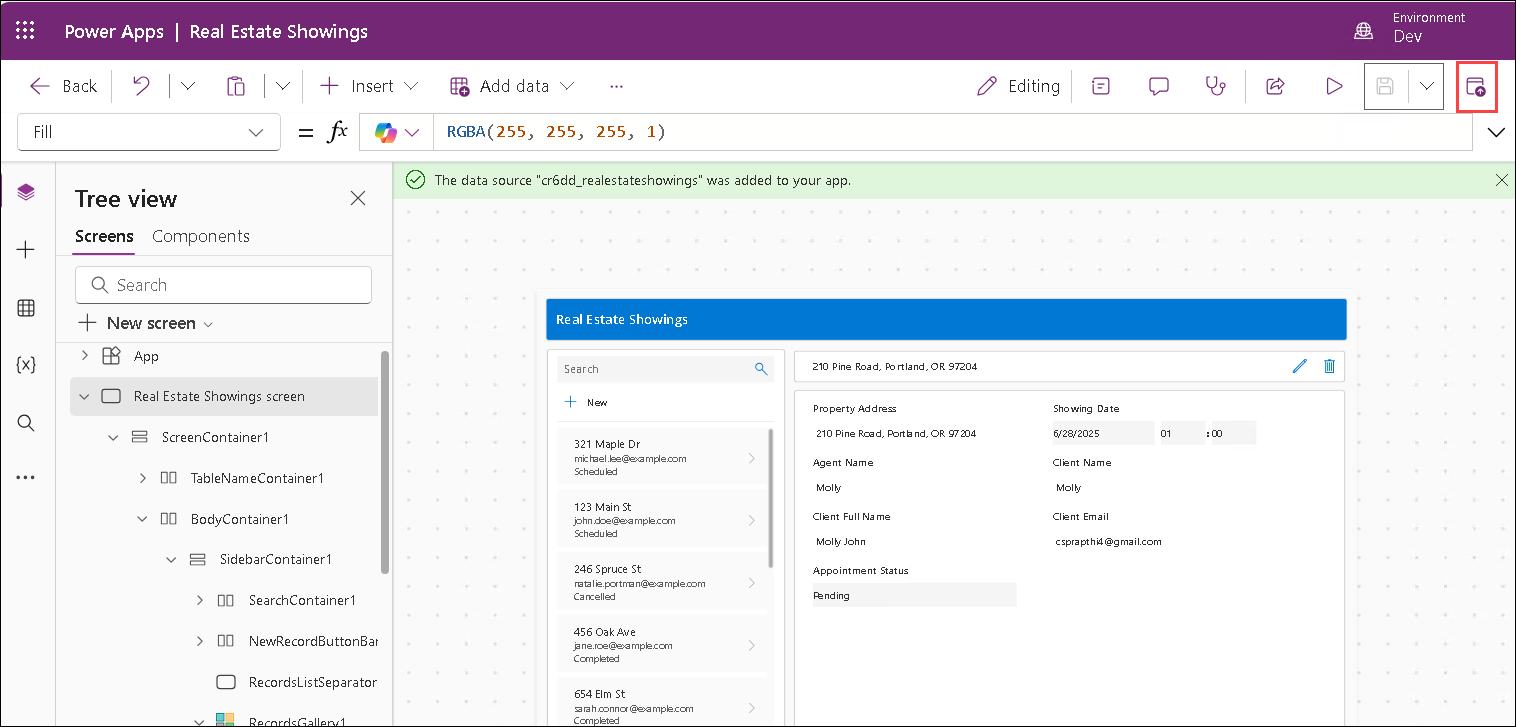 Power Apps | Real Estate Showings
Environment
Dev
Back
Insert
Add data
...
Editing
Fill
= fx
RGBA(255, 255, 255, 1)
The data source "cr6dd_realestateshowings" was added to your app.
Tree view
Screens Components
Search
New screen
App
Real Estate Showings screen
ScreenContainer1
TableNameContainer1
BodyContainer1
SidebarContainer1
SearchContainer1
NewRecordButtonBar
RecordsListSeparator
RecordsGallery1
{x}
Real Estate Showings
Search
New
321 Maple Dr
michael.lee@example.com
Scheduled
123 Main St
john.doe@example.com
Scheduled
246 Spruce St
natalie.portman@example.com
Cancelled
456 Oak Ave
jane.roe@example.com
Completed
654 Elm St
sarah.connor@example.com
Completed
210 Pine Road, Portland, OR 97204
Property Address Showing Date
210 Pine Road, Portland, OR 97204 6/28/2025 01 : 00
Agent Name Client Name
Molly Molly
Client Full Name Client Email
Molly John csprapthi4@gmail.com
Appointment Status
Pending